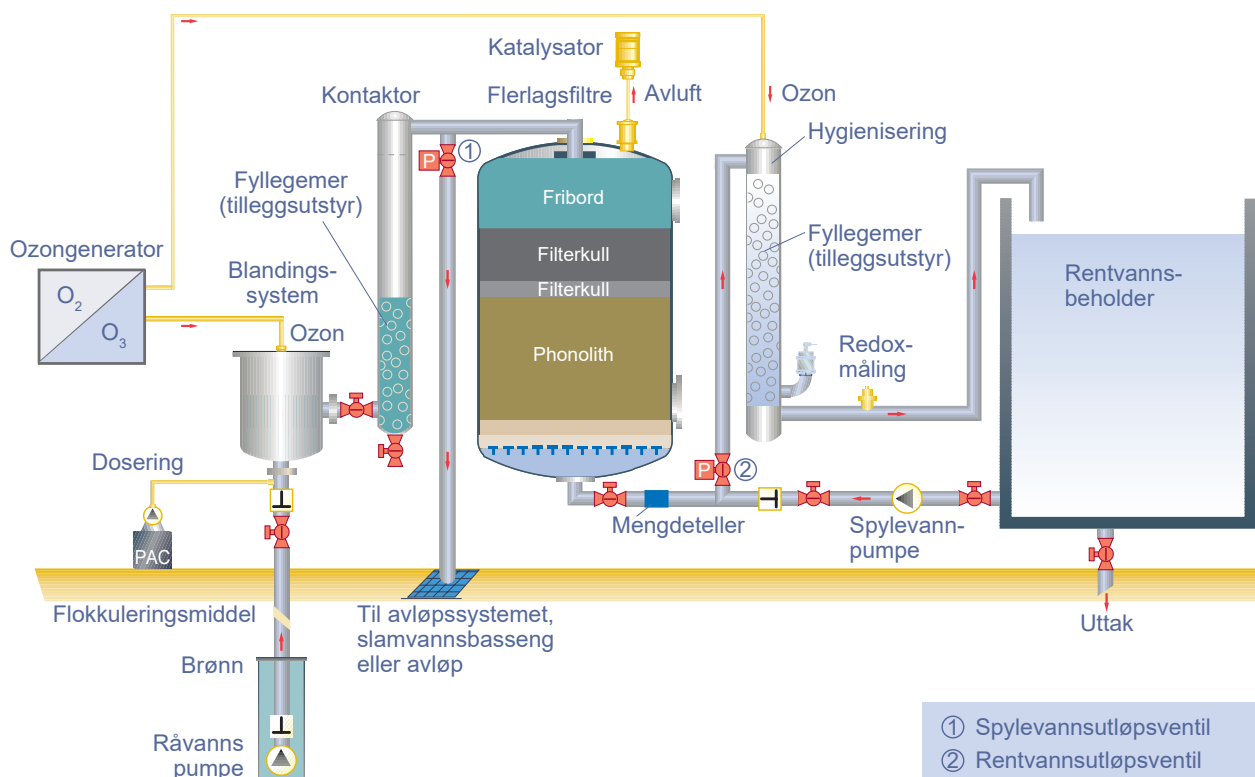 Katalysator
Kontaktor
Flerlagsfiltre
Avluft
Ozon
Hygienisering
P
①
Fyllegemer
(tilleggsutstyr)
Fribord
Ozongenerator
Blandings-
system
Filterkull
Filterkull
Fyllegemer
(tilleggsutstyr)
Rentvanns-
beholder
O2
O3
Ozon
Phonolith
Redox-
måling
Dosering
P
②
Mengdeteller
Spylevann-
pumpe
PAC
Flokkuleringsmiddel
Til avløpssystemet,
slamvannsbasseng
eller avløp
Uttak
Brønn
Råvanns
pumpe
① Spylevannsutløpsventil
② Rentvannsutløpsventil